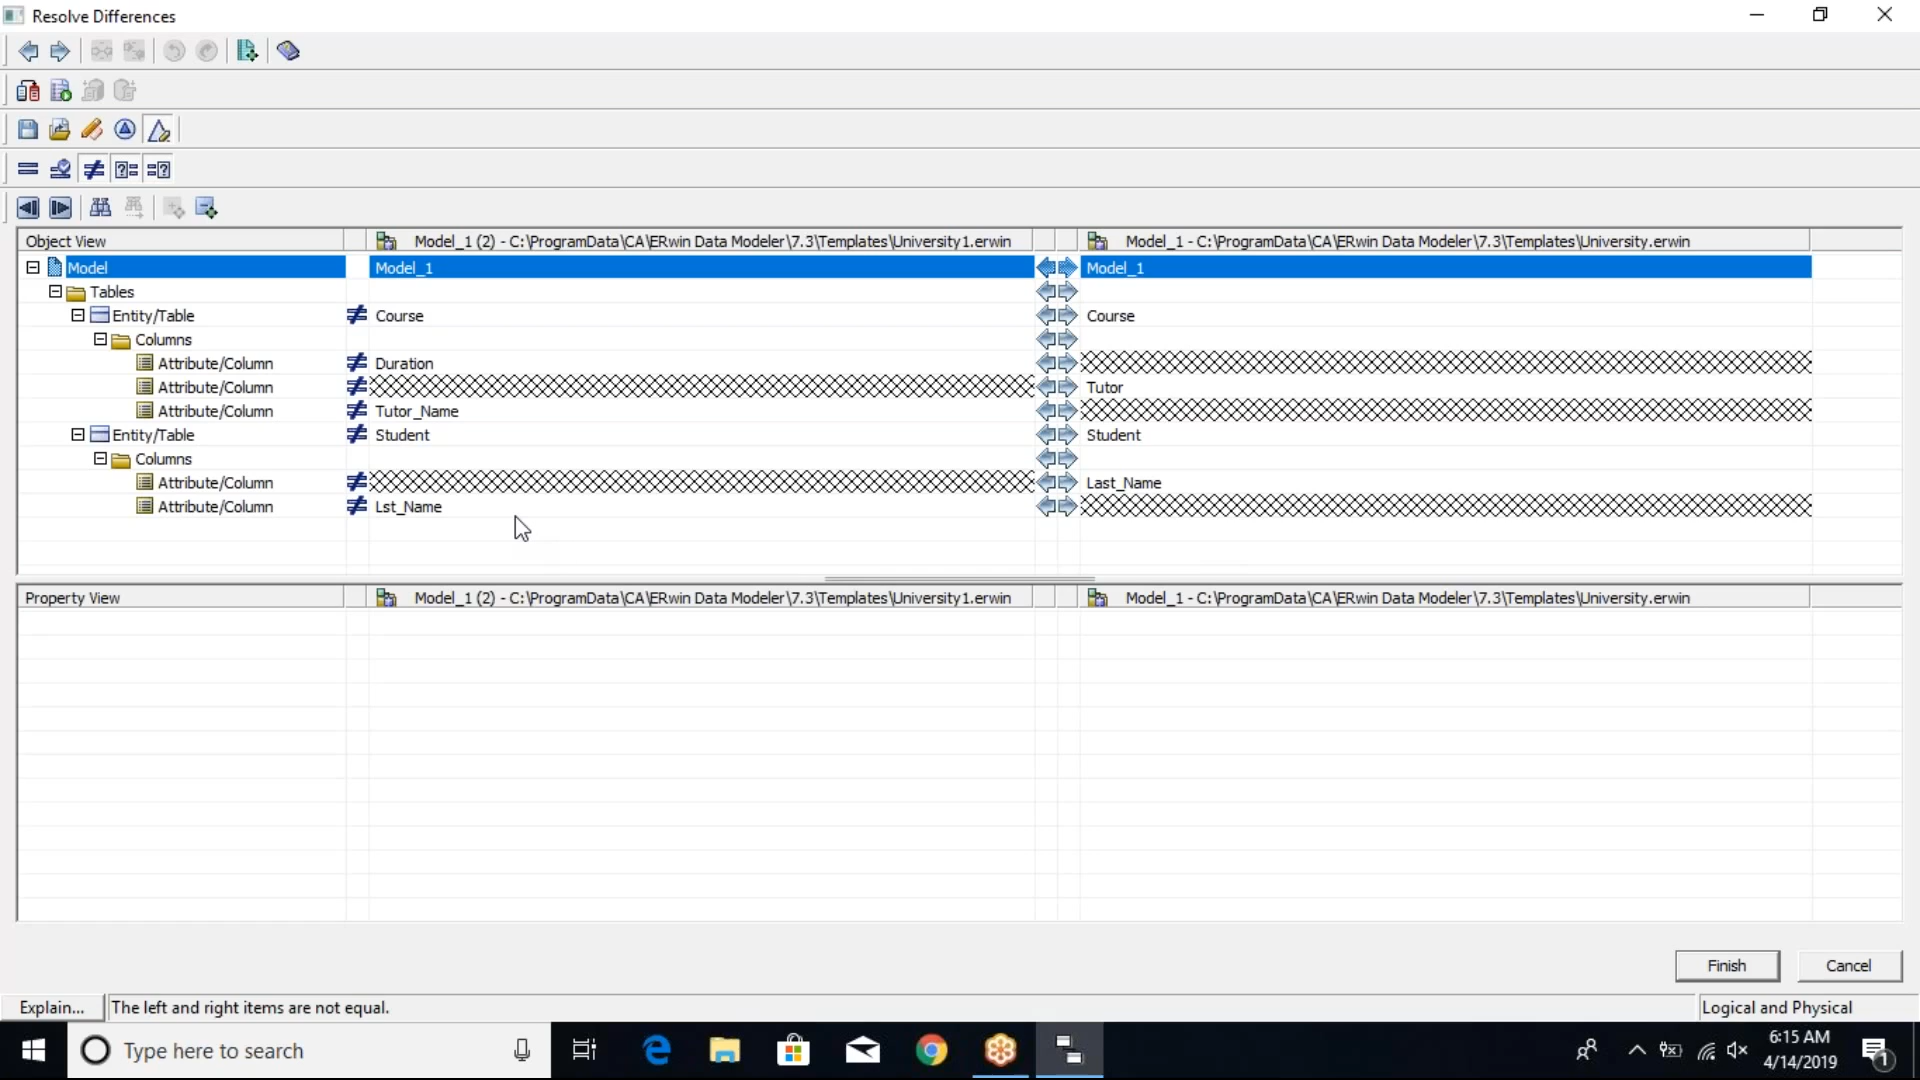 Resolve Differences
Object View Model_1 (2) - C:\ProgramData\CA\ERwin Data Modeler\7.3\Templates\University1.erwin Model_1 - C:\ProgramData\CA\ERwin Data Modeler\7.3\Templates\University.erwin
Model Model_1 Model_1
Tables
Entity/Table Course Course
Columns
Attribute/Column Duration
Attribute/Column Tutor
Attribute/Column Tutor_Name
Entity/Table Student Student
Columns
Attribute/Column Last_Name
Attribute/Column Lst_Name
Property View Model_1 (2) - C:\ProgramData\CA\ERwin Data Modeler\7.3\Templates\University1.erwin Model_1 - C:\ProgramData\CA\ERwin Data Modeler\7.3\Templates\University.erwin
Finish Cancel
Explain... The left and right items are not equal. Logical and Physical
Type here to search
6:15 AM
4/14/2019
1